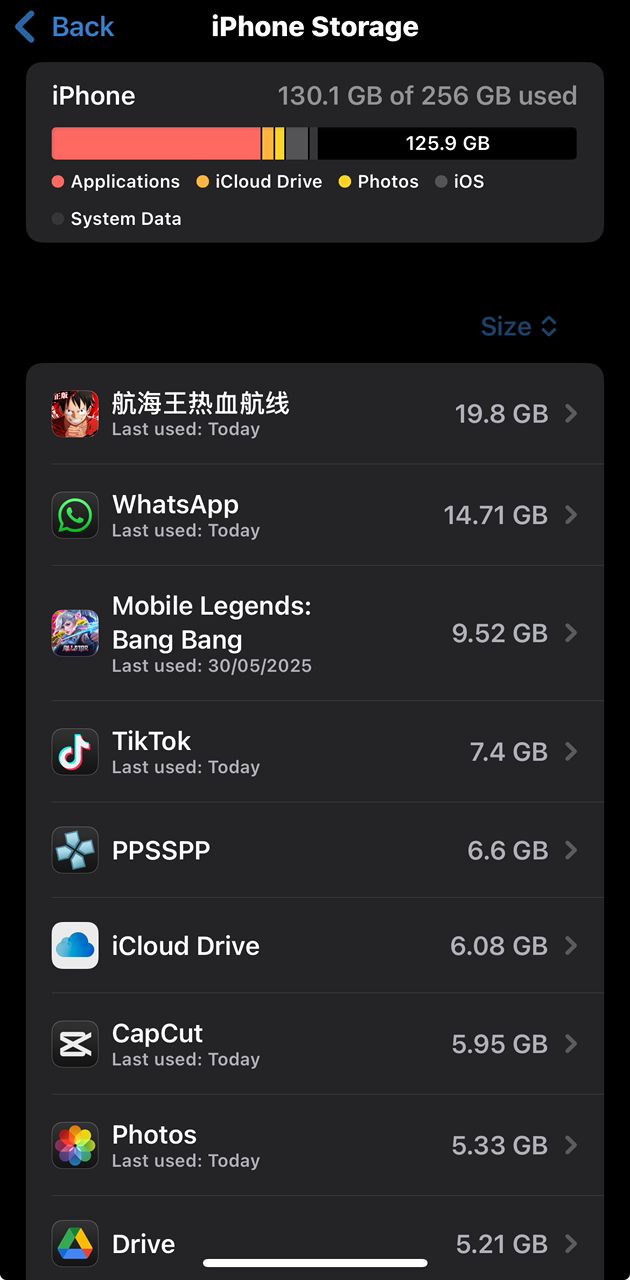 Back
iPhone Storage
iPhone
130.1 GB of 256 GB used
125.9 GB
Applications
iCloud Drive
Photos
iOS
System Data
Size
正版
航海王热血航线
Last used: Today
19.8 GB
WhatsApp
Last used: Today
14.71 GB
Mobile Legends:
Bang Bang
Last used: 30/05/2025
9.52 GB
TikTok
Last used: Today
7.4 GB
PPSSPP
6.6 GB
iCloud Drive
6.08 GB
CapCut
Last used: Today
5.95 GB
Photos
Last used: Today
5.33 GB
Drive
5.21 GB